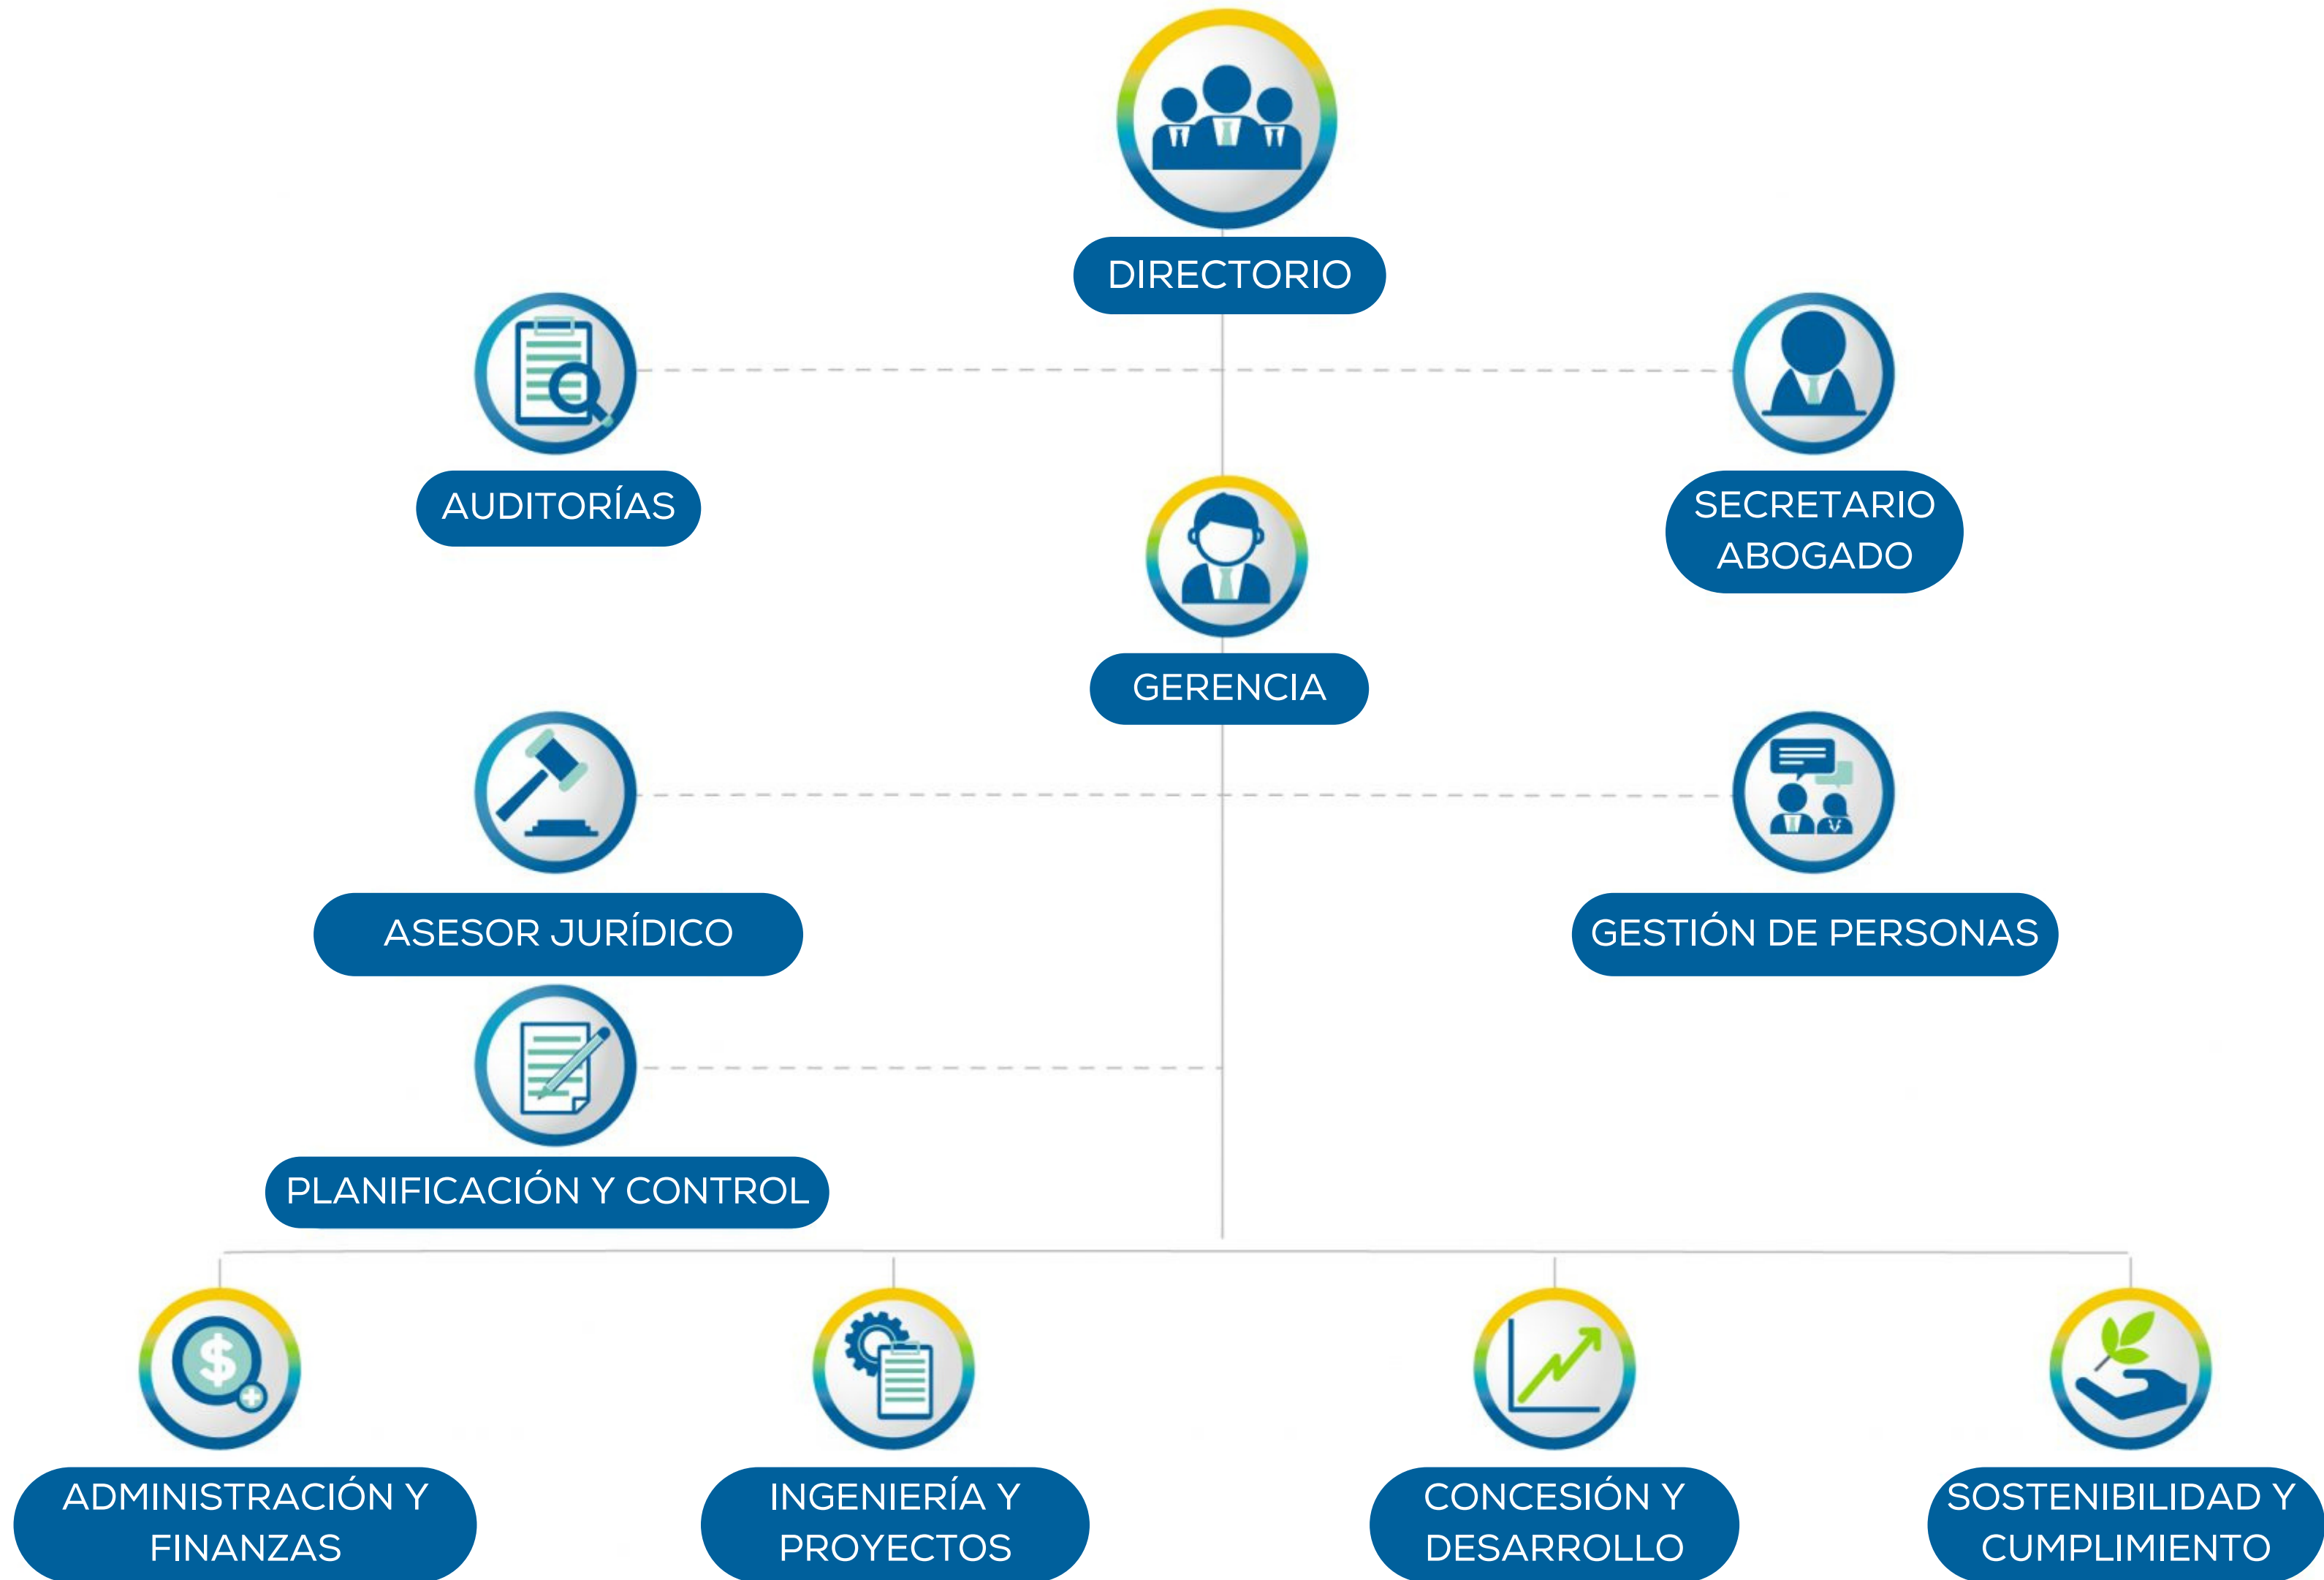 DIRECTORIO
AUDITORÍAS
SECRETARIO
ABOGADO
GERENCIA
ASESOR JURÍDICO
GESTIÓN DE PERSONAS
PLANIFICACIÓN Y CONTROL
ADMINISTRACIÓN Y
FINANZAS
INGENIERÍA Y
PROYECTOS
CONCESIÓN Y
DESARROLLO
SOSTENIBILIDAD Y
CUMPLIMIENTO